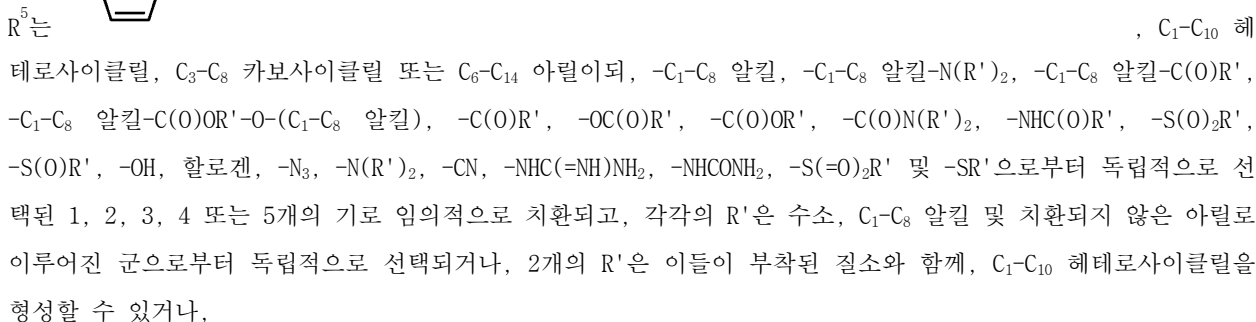 R⁵는 , C₁-C₁₀ 헤
테로사이클릴, C₃-C₈ 카보사이클릴 또는 C₆-C₁₄ 아릴이되, -C₁-C₈ 알킬, -C₁-C₈ 알킬-N(R')₂, -C₁-C₈ 알킬-C(O)R',
-C₁-C₈ 알킬-C(O)OR'-O-(C₁-C₈ 알킬), -C(O)R', -OC(O)R', -C(O)OR', -C(O)N(R')₂, -NHC(O)R', -S(O)₂R',
-S(O)R', -OH, 할로겐, -N₃, -N(R')₂, -CN, -NHC(=NH)NH₂, -NHCONH₂, -S(=O)₂R' 및 -SR'으로부터 독립적으로 선
택된 1, 2, 3, 4 또는 5개의 기로 임의적으로 치환되고, 각각의 R'은 수소, C₁-C₈ 알킬 및 치환되지 않은 아릴로
이루어진 군으로부터 독립적으로 선택되거나, 2개의 R'은 이들이 부착된 질소와 함께, C₁-C₁₀ 헤테로사이클릴을
형성할 수 있거나,